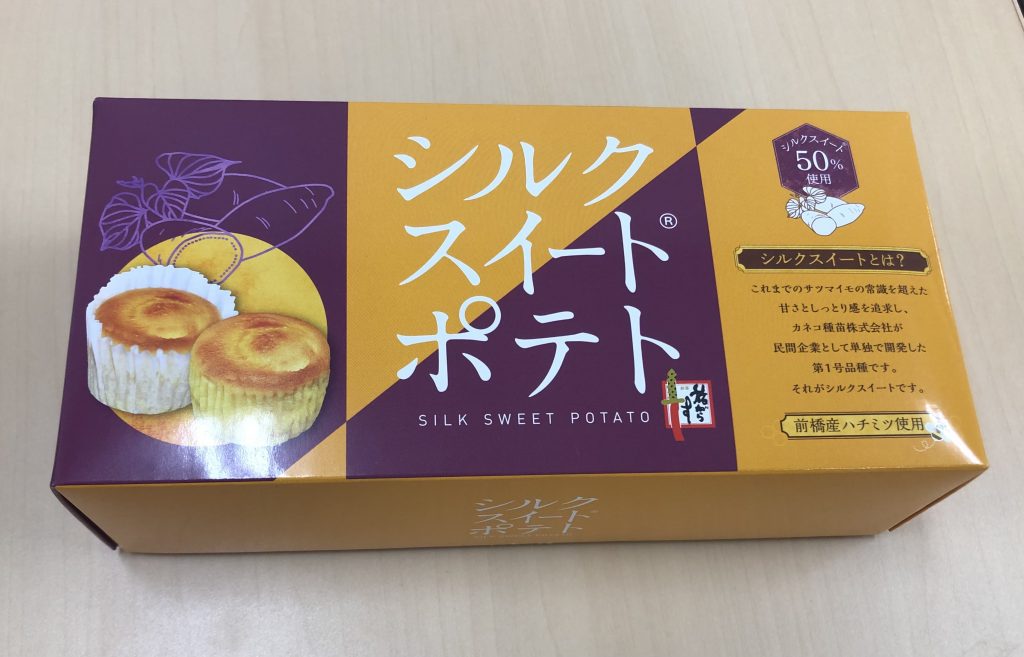 シルク
スイート®
ポテト
SILK SWEET POTATO
シルクスイート
50%
使用
シルクスイートとは?
これまでのサツマイモの常識を超えた
甘さとしっとり感を追求し、
カネコ種苗株式会社が
民間企業として単独で開発した
第1号品種です。
それがシルクスイートです。
前橋産ハチミツ使用
シルク
スイート
ポテト